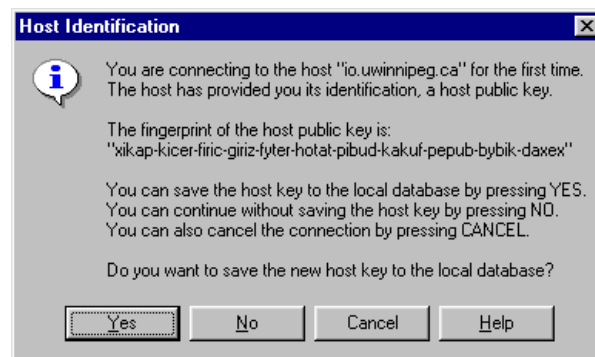 Host Identification
You are connecting to the host "io.uwinnipeg.ca" for the first time.
The host has provided you its identification, a host public key.
The fingerprint of the host public key is:
"xikap-kicer-firic-giriz-fyter-hotat-pibud-kakuf-pepub-bybik-daxex"
You can save the host key to the local database by pressing YES.
You can continue without saving the host key by pressing NO.
You can also cancel the connection by pressing CANCEL.
Do you want to save the new host key to the local database?
Yes No Cancel Help